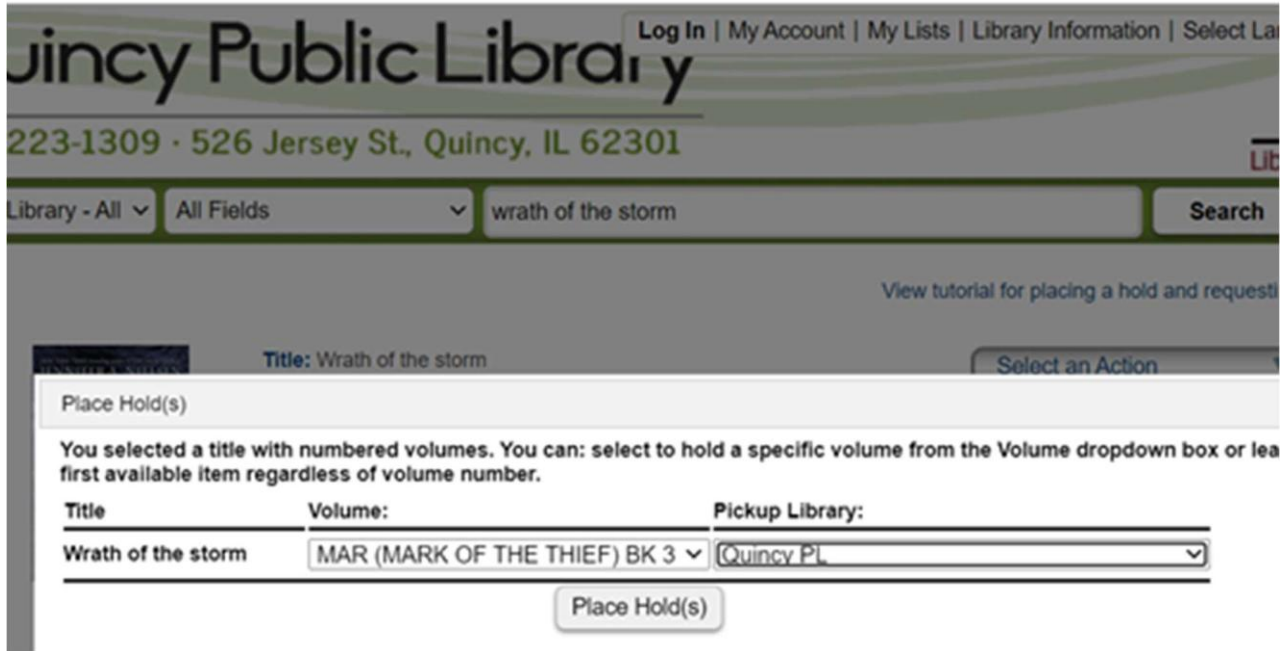 Log In | My Account | My Lists | Library Information | Select La
uincy Public Library
223-1309 · 526 Jersey St., Quincy, IL 62301
Lib
Library - All All Fields wrath of the storm Search
View tutorial for placing a hold and requesti
Title: Wrath of the storm
Select an Action
Place Hold(s)
You selected a title with numbered volumes. You can: select to hold a specific volume from the Volume dropdown box or lea
first available item regardless of volume number.
Title Volume: Pickup Library:
Wrath of the storm MAR (MARK OF THE THIEF) BK 3 Quincy PL
Place Hold(s)